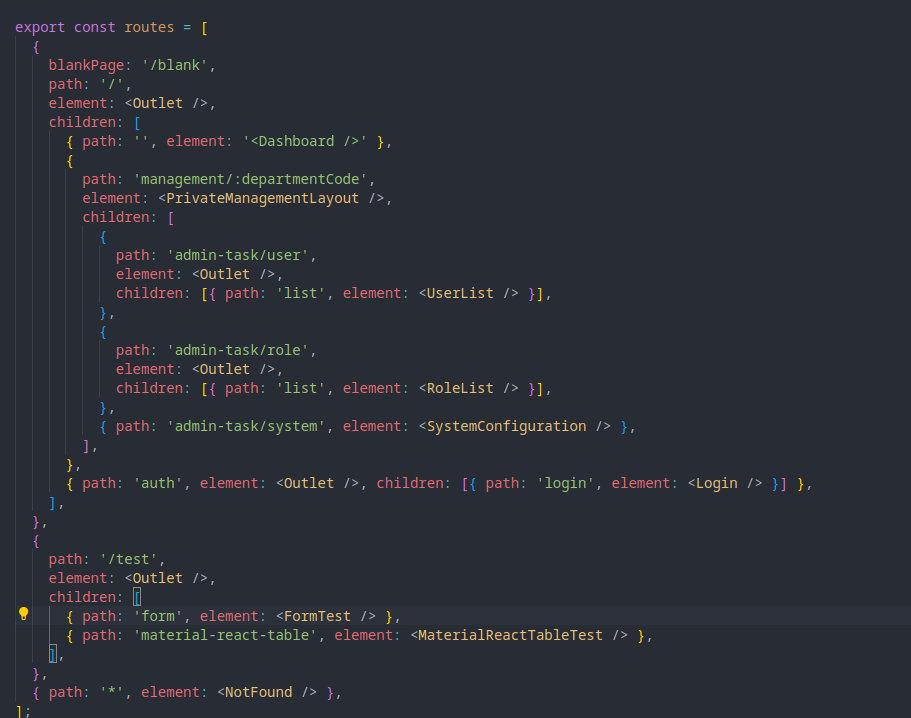 export const routes = [
{
blankPage: '/blank',
path: '/',
element: <Outlet />,
children: [
{ path: '', element: '<Dashboard />' },
{
path: 'management/:departmentCode',
element: <PrivateManagementLayout />,
children: [
{
path: 'admin-task/user',
element: <Outlet />,
children: [{ path: 'list', element: <UserList /> }],
},
{
path: 'admin-task/role',
element: <Outlet />,
children: [{ path: 'list', element: <RoleList /> }],
},
{ path: 'admin-task/system', element: <SystemConfiguration /> },
],
},
{ path: 'auth', element: <Outlet />, children: [{ path: 'login', element: <Login /> }] },
],
},
{
path: '/test',
element: <Outlet />,
children: [
{ path: 'form', element: <FormTest /> },
{ path: 'material-react-table', element: <MaterialReactTableTest /> },
],
},
{ path: '*', element: <NotFound /> },
];